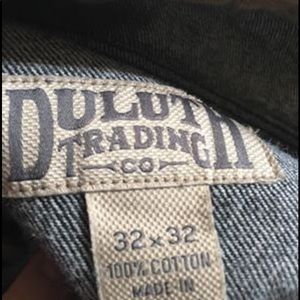 DULUTH
TRADING
CO
32 x 32
100% COTTON
MADE IN